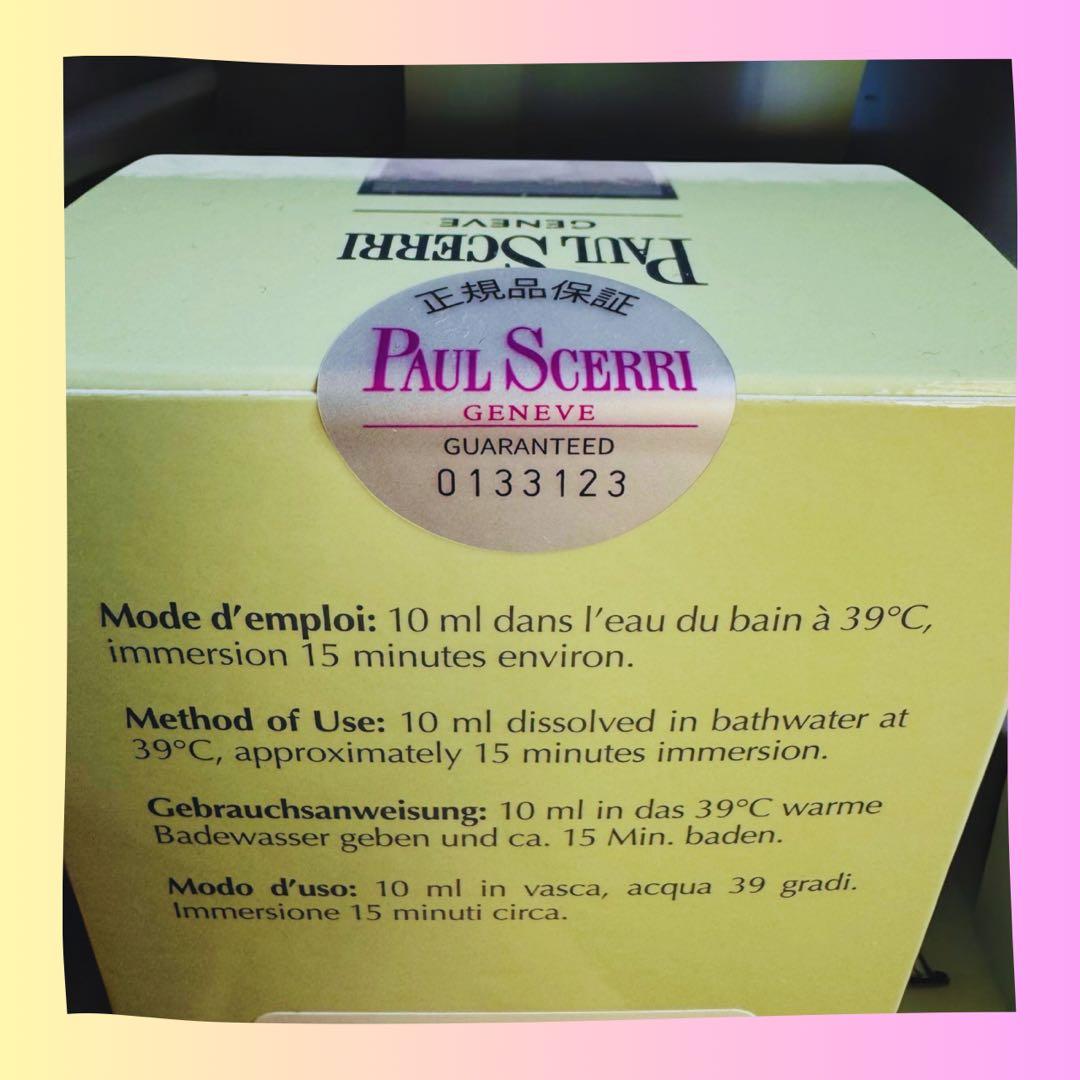 GENEVE
PAUL SCERRI
正規品保証
PAUL SCERRI
GENEVE
GUARANTEED
0133123
Mode d'emploi: 10 ml dans l'eau du bain à 39°C,
immersion 15 minutes environ.
Method of Use: 10 ml dissolved in bathwater at
39°C, approximately 15 minutes immersion.
Gebrauchsanweisung: 10 ml in das 39°C warme
Badewasser geben und ca. 15 Min. baden.
Modo d'uso: 10 ml in vasca, acqua 39 gradi.
Immersione 15 minuti circa.